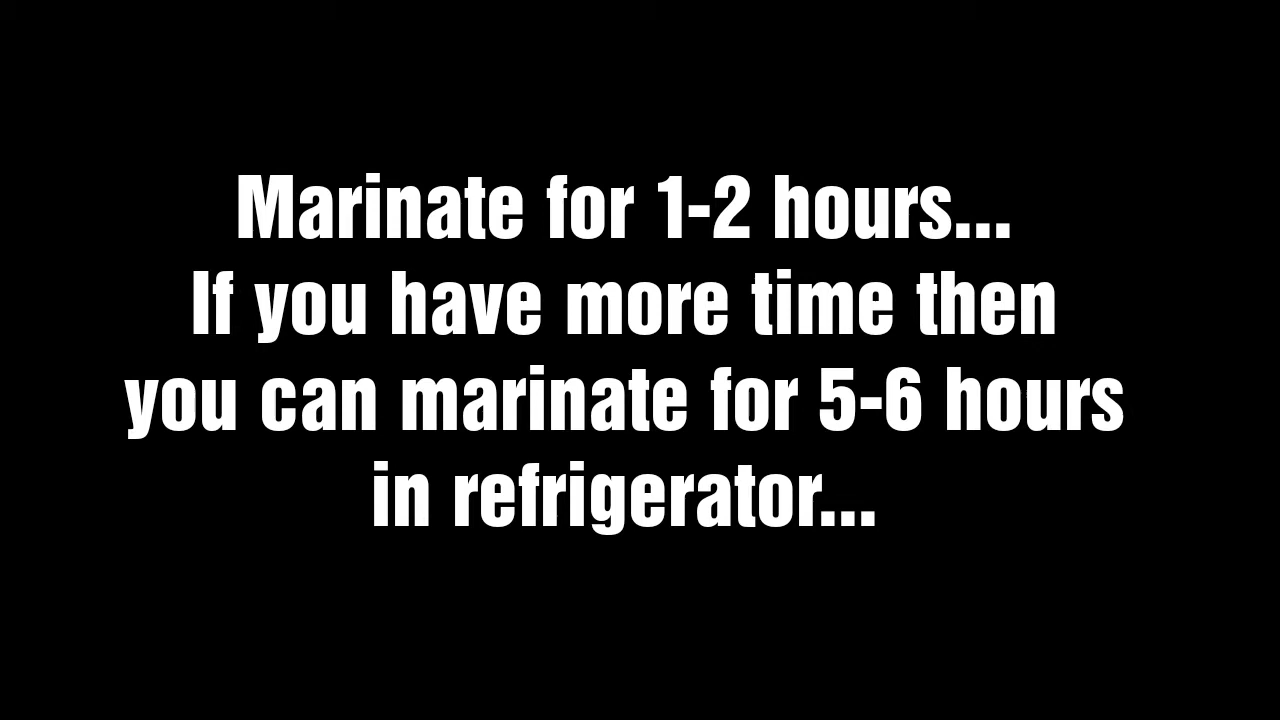 Marinate for 1-2 hours...
If you have more time then
you can marinate for 5-6 hours
in refrigerator...